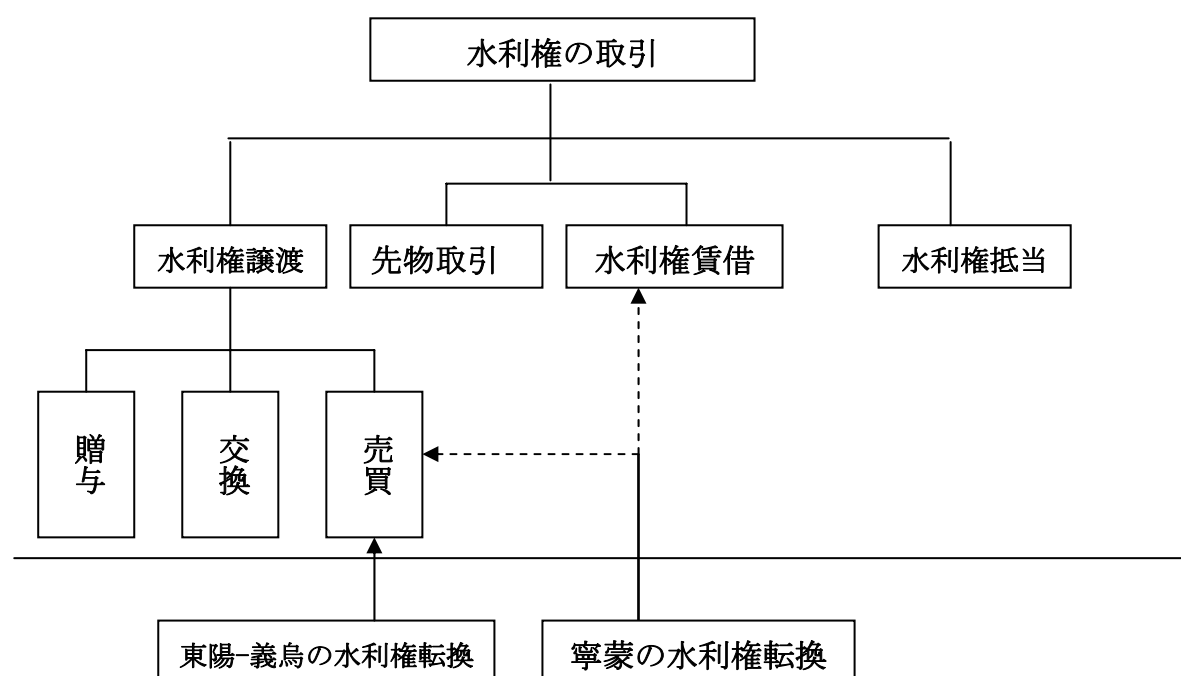 水利権の取引
水利権譲渡
先物取引
水利権賃借
水利権抵当
贈与
交換
売買
東陽−義烏の水利権転換
寧蒙の水利権転換